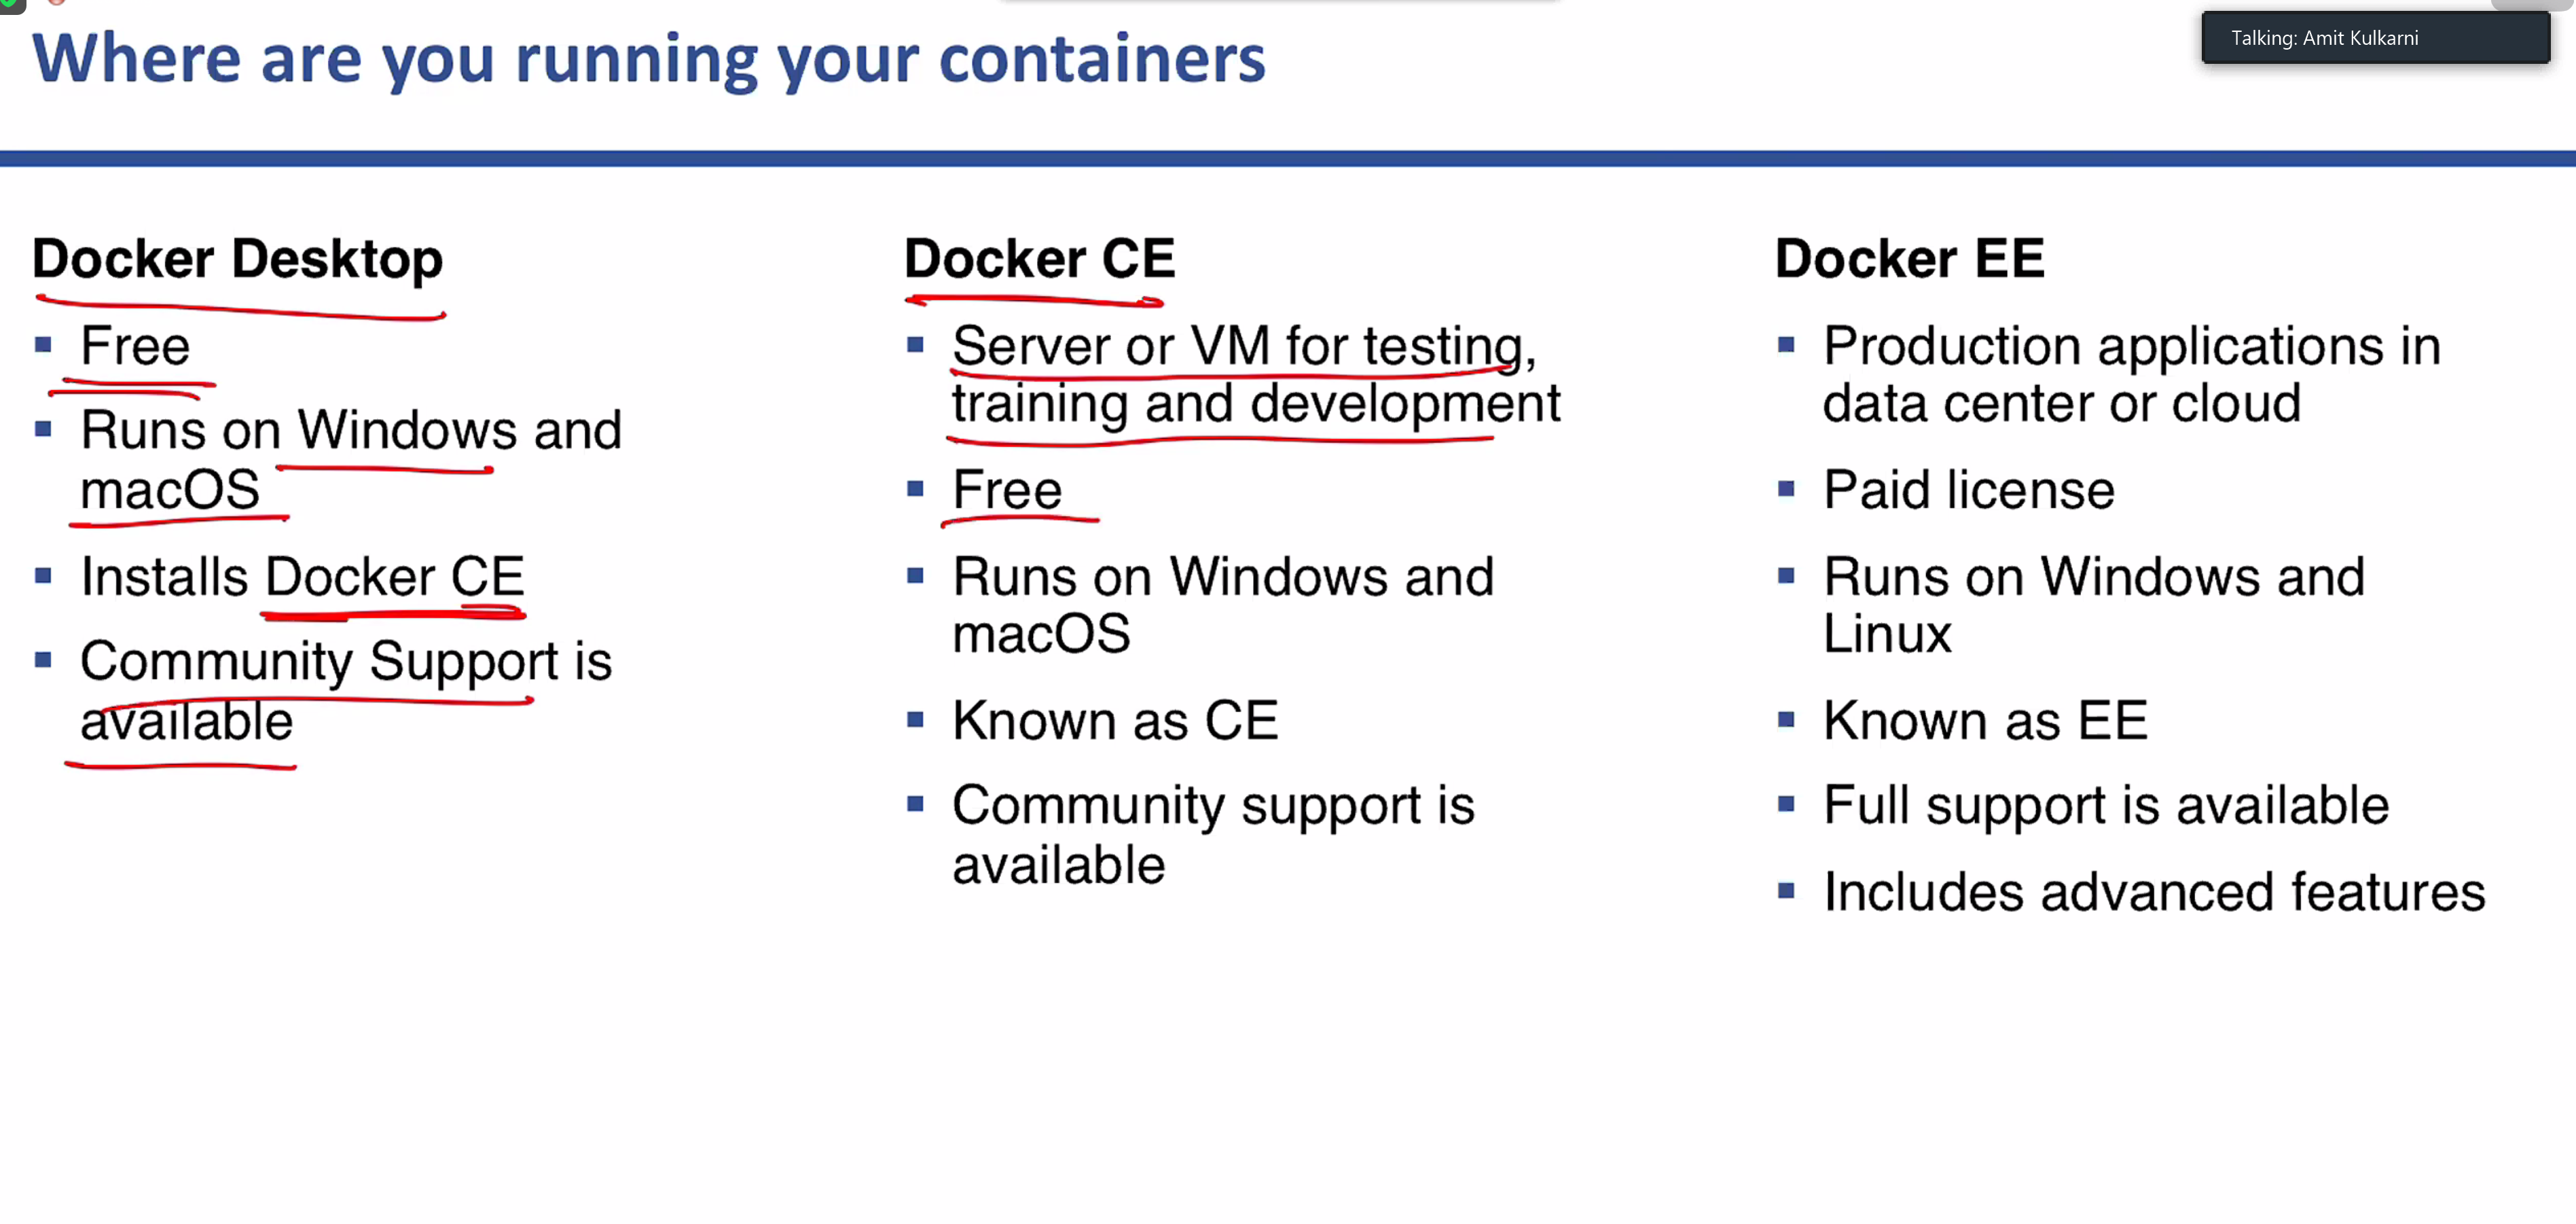 Where are you running your containers
Talking: Amit Kulkarni
Docker Desktop
Free
Runs on Windows and
macOS
Installs Docker CE
Community Support is
available
Docker CE
Server or VM for testing,
training and development
Free
Runs on Windows and
macOS
Known as CE
Community support is
available
Docker EE
Production applications in
data center or cloud
Paid license
Runs on Windows and
Linux
Known as EE
Full support is available
Includes advanced features